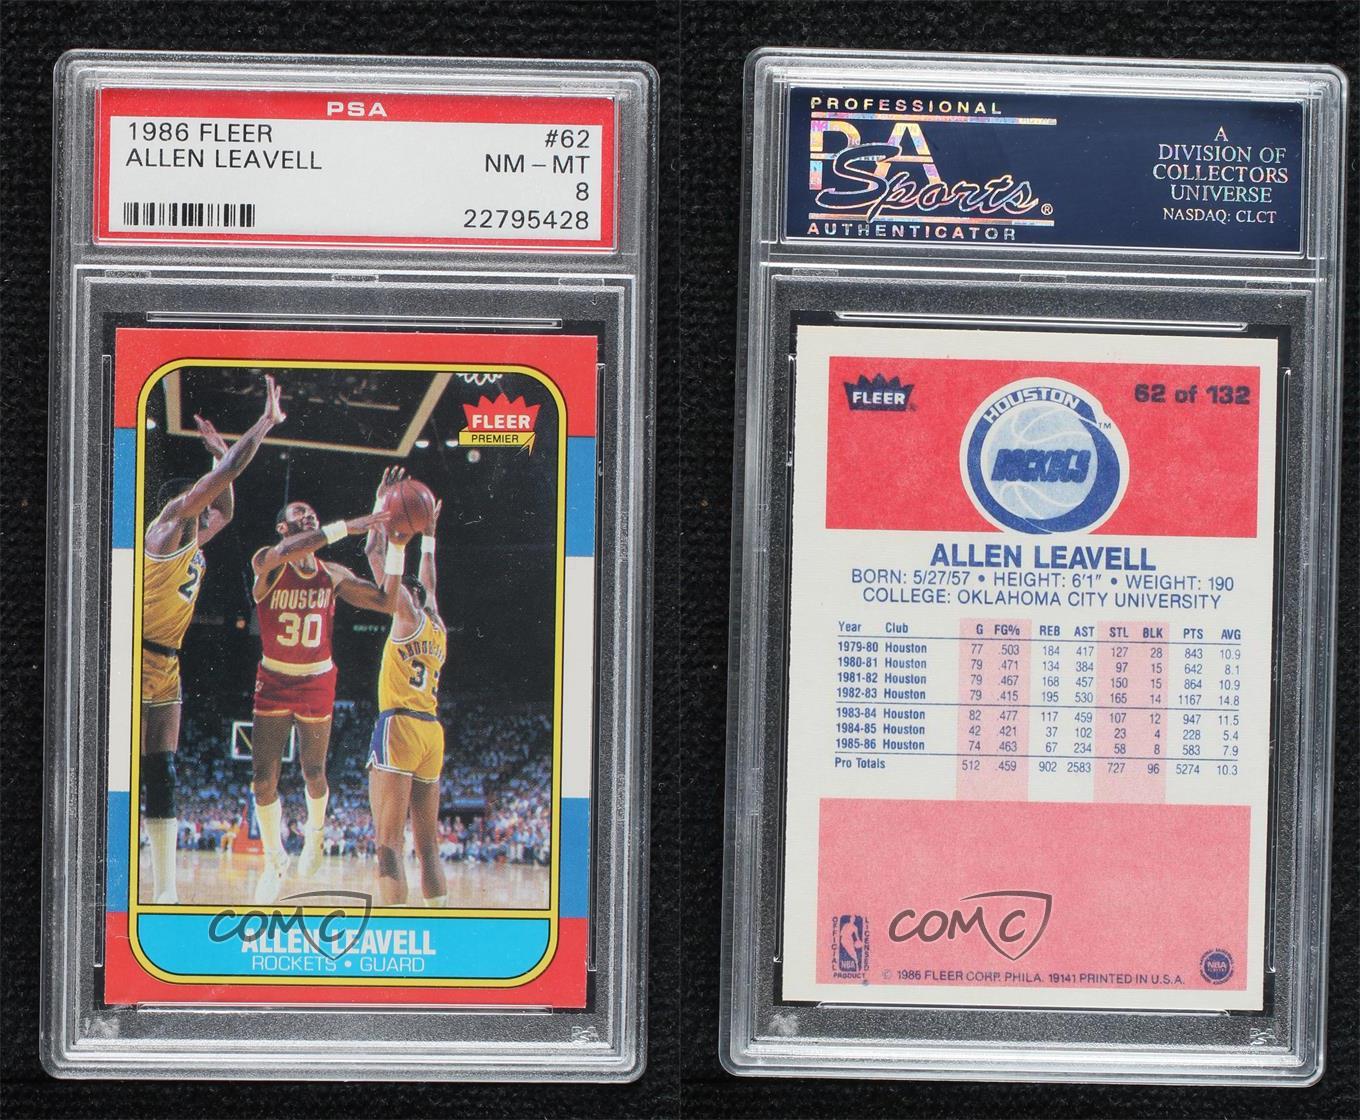 PSA
1986 FLEER #62
ALLEN LEAVELL NM - MT
8
22795428
FLEER
PREMIER
HOUSTON
30
3
2
COMC
ALLEN LEAVELL
ROCKETS • GUARD
PROFESSIONAL
PSA
Sports®
AUTHENTICATOR
A
DIVISION OF
COLLECTORS
UNIVERSE
NASDAQ: CLCT
FLEER
HOUSTON
ROCKETS
TM
62 of 132
ALLEN LEAVELL
BORN: 5/27/57 • HEIGHT: 6'1" • WEIGHT: 190
COLLEGE: OKLAHOMA CITY UNIVERSITY
Year Club G FG% REB AST STL BLK PTS AVG
1979-80 Houston 77 .503 184 417 127 28 843 10.9
1980-81 Houston 79 .471 134 384 97 15 642 8.1
1981-82 Houston 79 .467 168 457 150 15 864 10.9
1982-83 Houston 79 .415 195 530 165 14 1167 14.8
1983-84 Houston 82 .477 117 459 107 12 947 11.5
1984-85 Houston 42 .421 37 102 23 4 228 5.4
1985-86 Houston 74 .463 67 234 58 8 583 7.9
Pro Totals 512 .459 902 2583 727 96 5274 10.3
COMC
OFFICIAL
LICENSED
NBA
PRODUCT
© 1986 FLEER CORP. PHILA. 19141 PRINTED IN U.S.A.
NBA